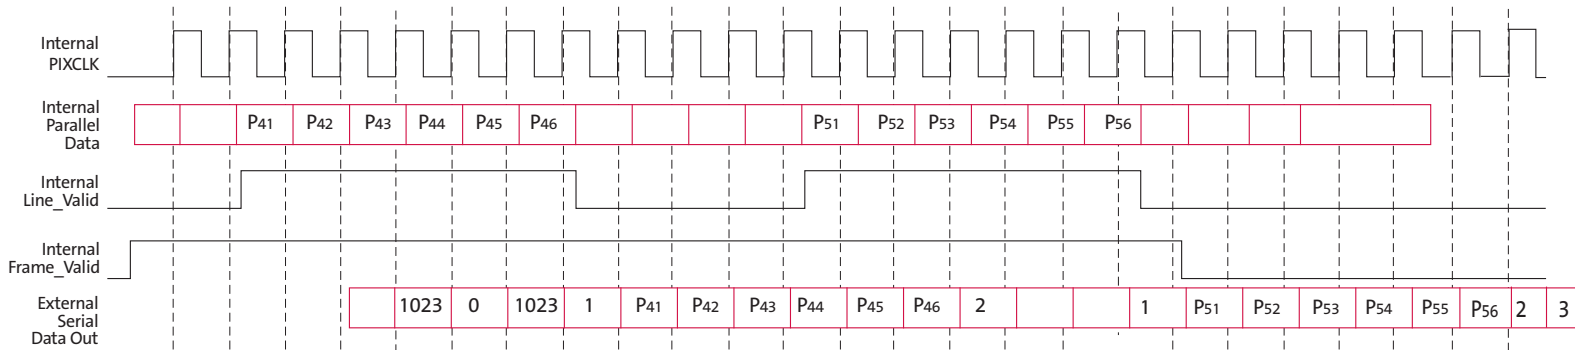 Internal
PIXCLK
Internal
Parallel
Data
P41 P42 P43 P44 P45 P46 P51 P52 P53 P54 P55 P56
Internal
Line_Valid
Internal
Frame_Valid
External
Serial
Data Out
1023 0 1023 1 P41 P42 P43 P44 P45 P46 2 1 P51 P52 P53 P54 P55 P56 2 3